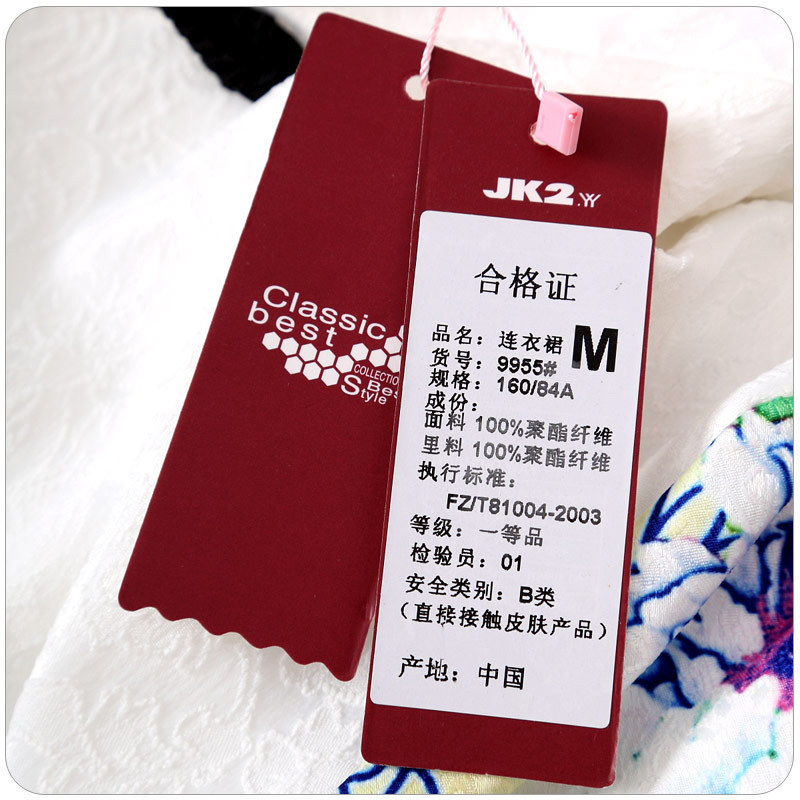 Classic
best
COLLECTIO
Bes
Style
JK2.YY
合格证
品名：连衣裙 M
货号：9955#
规格：160/84A
成份：
面料 100%聚酯纤维
里料 100%聚酯纤维
执行标准：
FZ/T81004-2003
等级：一等品
检验员：01
安全类别：B类
（直接接触皮肤产品）
产地：中国